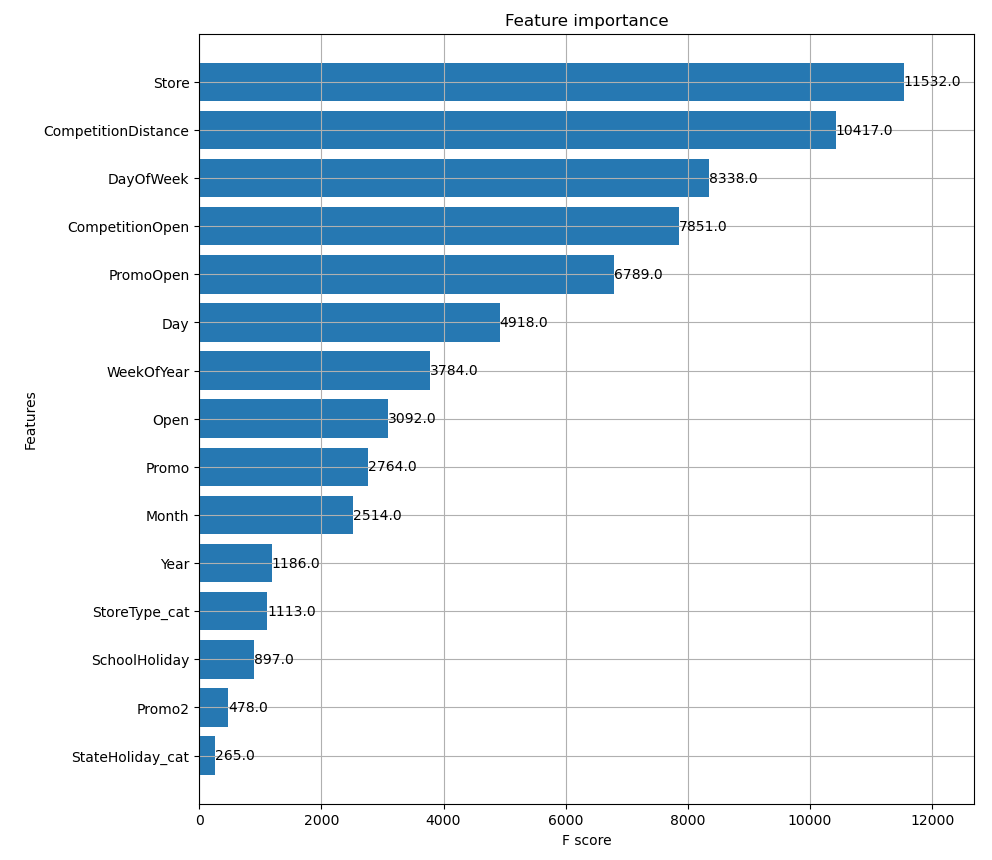 Feature importance
Store 11532.0
CompetitionDistance 10417.0
DayOfWeek 8338.0
CompetitionOpen 7851.0
PromoOpen 6789.0
Day 4918.0
WeekOfYear 3784.0
Open 3092.0
Promo 2764.0
Month 2514.0
Year 1186.0
StoreType_cat 1113.0
SchoolHoliday 897.0
Promo2 478.0
StateHoliday_cat 265.0
Features
0 2000 4000 6000 8000 10000 12000
F score